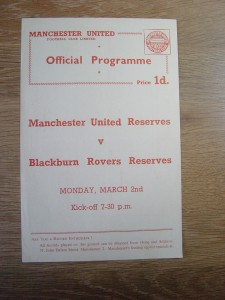 MANCHESTER UNITED
FOOTBALL CLUB LIMITED
Official Programme
Price 1d.
Manchester United Reserves
v
Blackburn Rovers Reserves
MONDAY, MARCH 2nd
Kick-off 7-30 p.m.